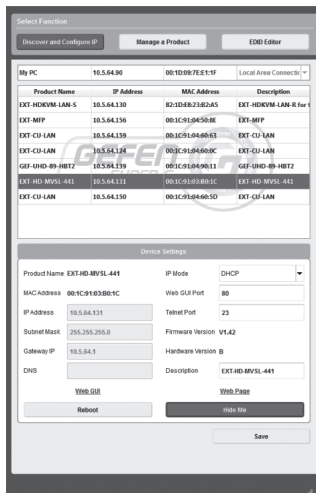 Select Function
Discover and Configure IP Manage a Product EDID Editor
My PC 10.5.64.90 00:1D:09:7E:E1:1F Local Area Connectic
Product Name IP Address MAC Address Description
EXT-HDKVM-LAN-S 10.5.64.130 82:1D:E8:23:B2:A5 EXT-HDKVM-LAN-R for
EXT-MFP 10.5.64.156 00:1C:91:04:50:8E EXT-MFP
EXT-CU-LAN 10.5.64.159 00:1C:91:04:60:63 EXT-CU-LAN
EXT-CU-LAN 10.5.64.124 00:1C:91:04:60:0C EXT-CU-LAN
GEF-UHD-89-HBT2 10.5.64.139 00:1C:91:04:90:11 GEF-UHD-89-HBT2
EXT-HD-MVSL-441 10.5.64.131 00:1C:91:03:B0:1C EXT-HD-MVSL-441
EXT-CU-LAN 10.5.64.150 00:1C:91:04:60:5D EXT-CU-LAN
GEFEN
Device Settings
Product Name EXT-HD-MVSL-441 IP Mode DHCP
MAC Address 00:1C:91:03:B0:1C Web GUI Port 80
IP Address 10.5.64.131 Telnet Port 23
Subnet Mask 255.255.255.0 Firmware Version V1.42
Gateway IP 10.5.64.1 Hardware Version B
DNS Description EXT-HD-MVSL-441
Web GUI Web Page
Reboot Hide Me
Save